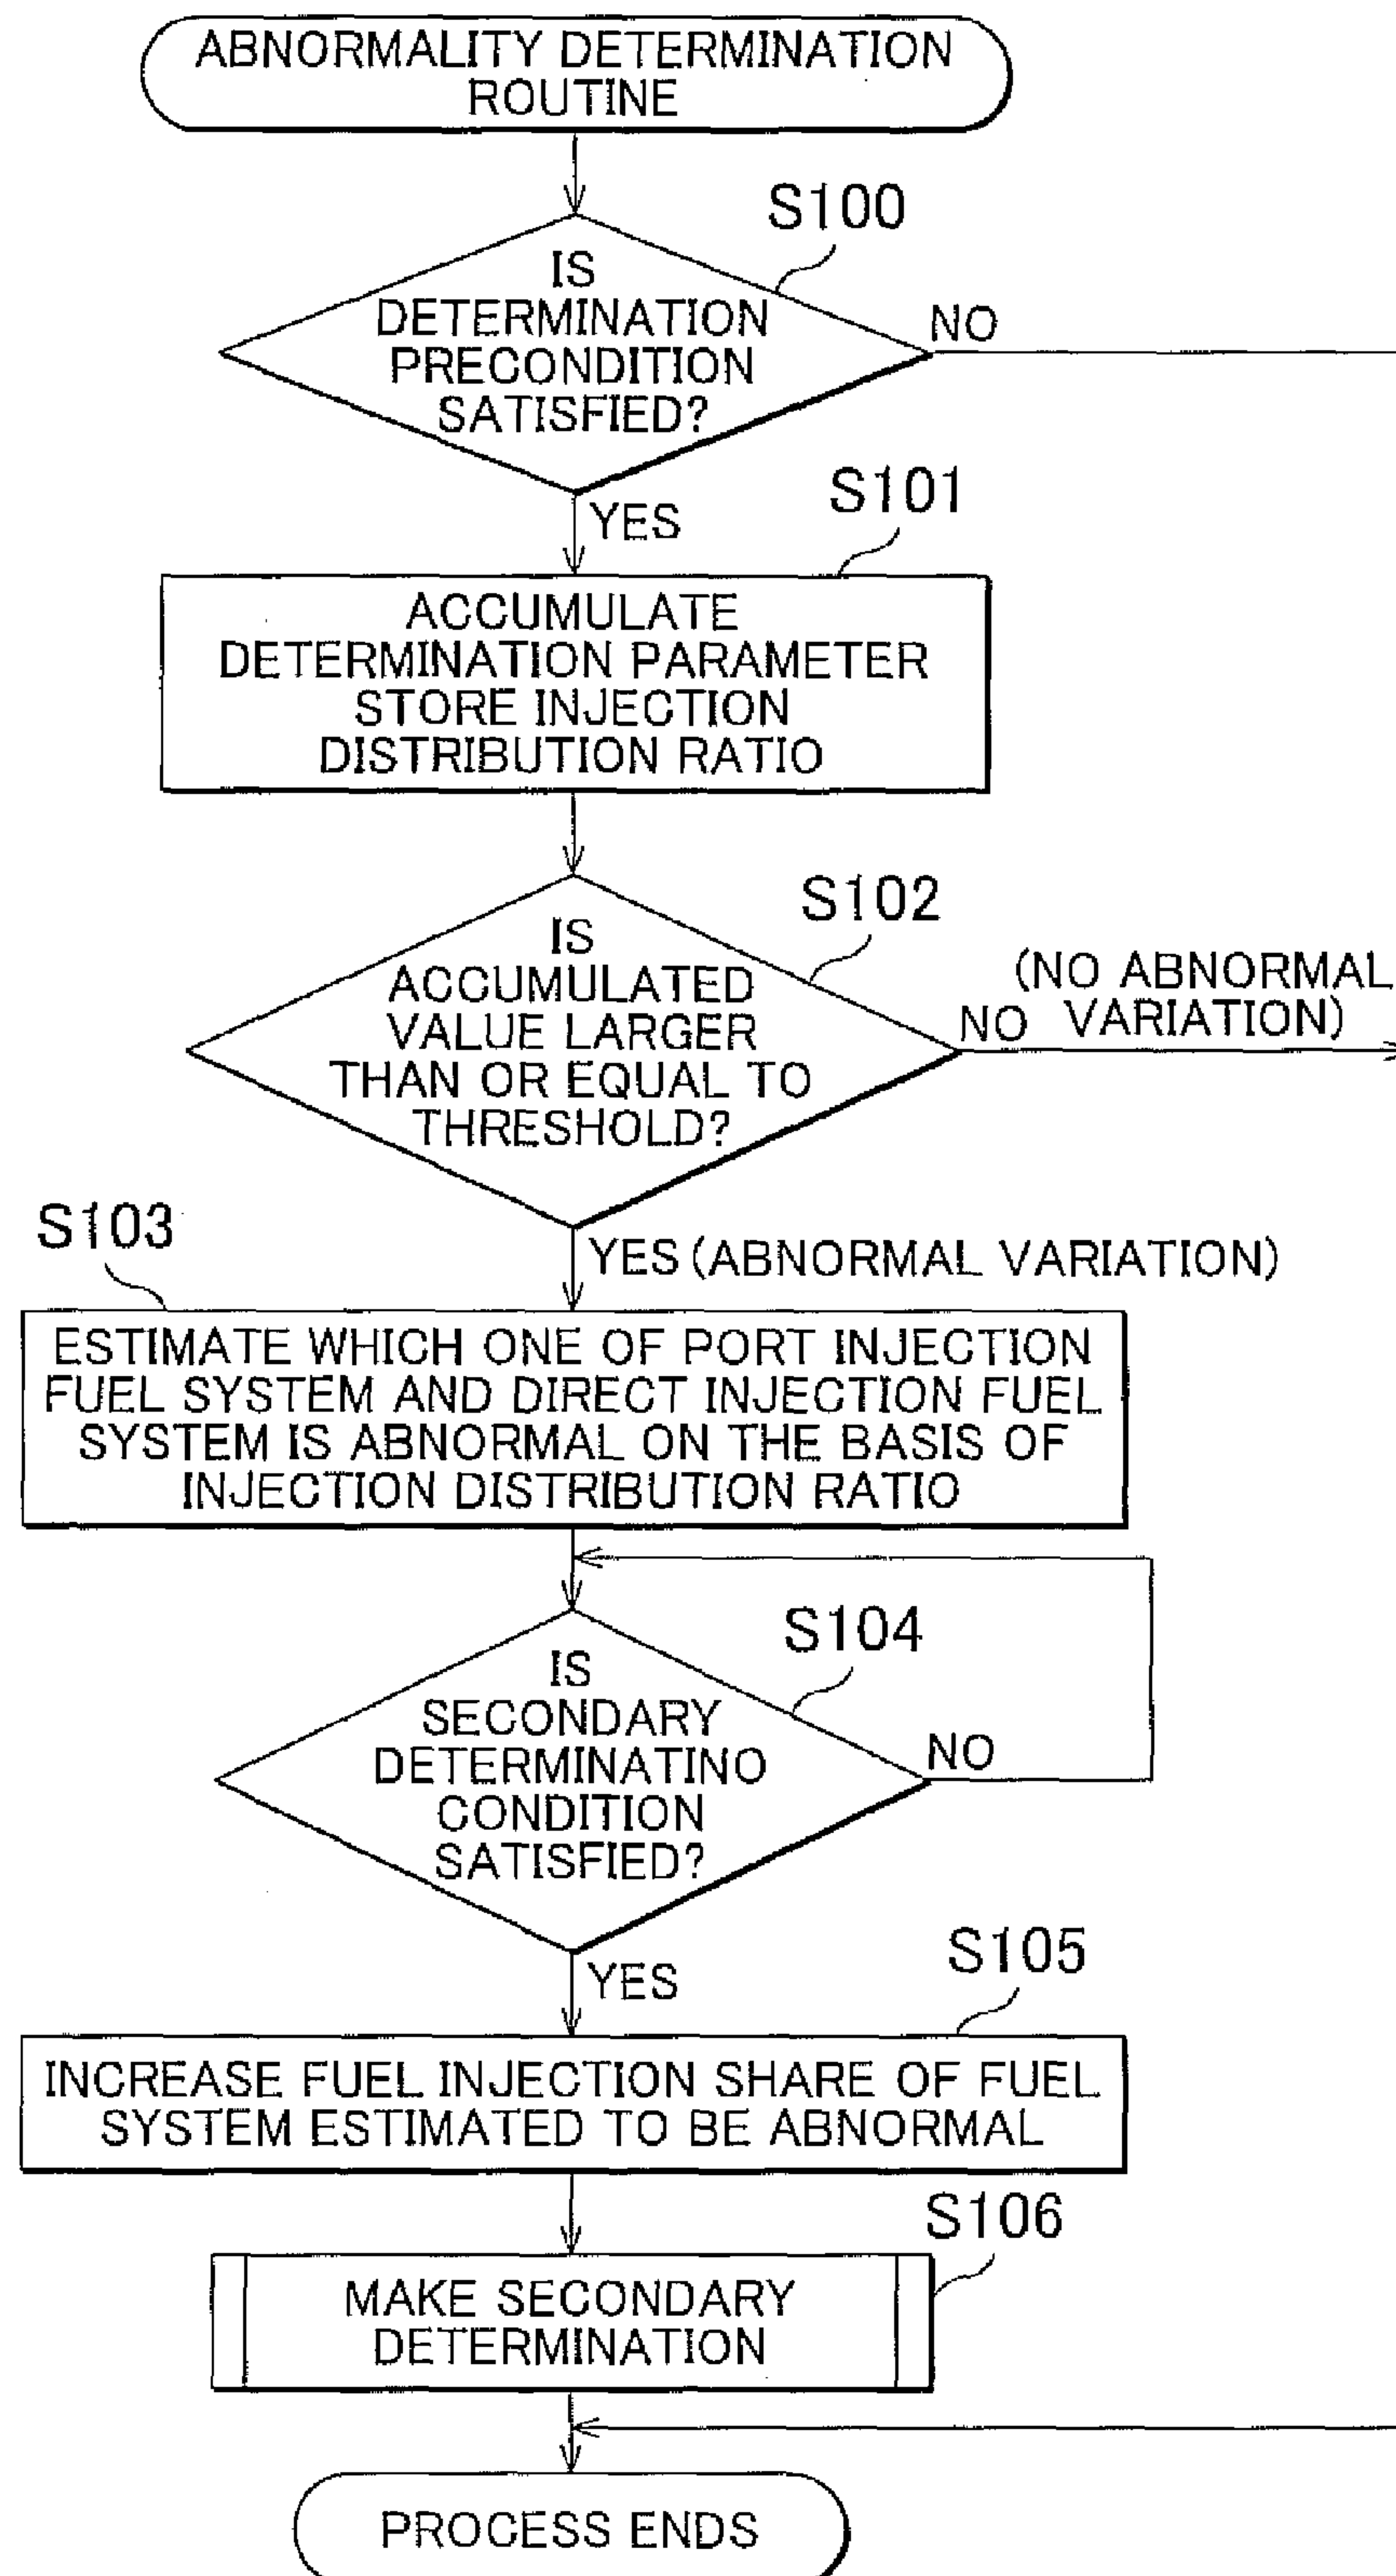 ABNORMALITY DETERMINATION
ROUTINE
S100
IS
DETERMINATION
PRECONDITION
SATISFIED?
NO
YES
S101
ACCUMULATE
DETERMINATION PARAMETER
STORE INJECTION
DISTRIBUTION RATIO
S102
IS
ACCUMULATED
VALUE LARGER
THAN OR EQUAL TO
THRESHOLD?
(NO ABNORMAL
NO VARIATION)
S103
YES (ABNORMAL VARIATION)
ESTIMATE WHICH ONE OF PORT INJECTION
FUEL SYSTEM AND DIRECT INJECTION FUEL
SYSTEM IS ABNORMAL ON THE BASIS OF
INJECTION DISTRIBUTION RATIO
S104
IS
SECONDARY
DETERMINATINO
CONDITION
SATISFIED?
NO
YES
S105
INCREASE FUEL INJECTION SHARE OF FUEL
SYSTEM ESTIMATED TO BE ABNORMAL
S106
MAKE SECONDARY
DETERMINATION
PROCESS ENDS